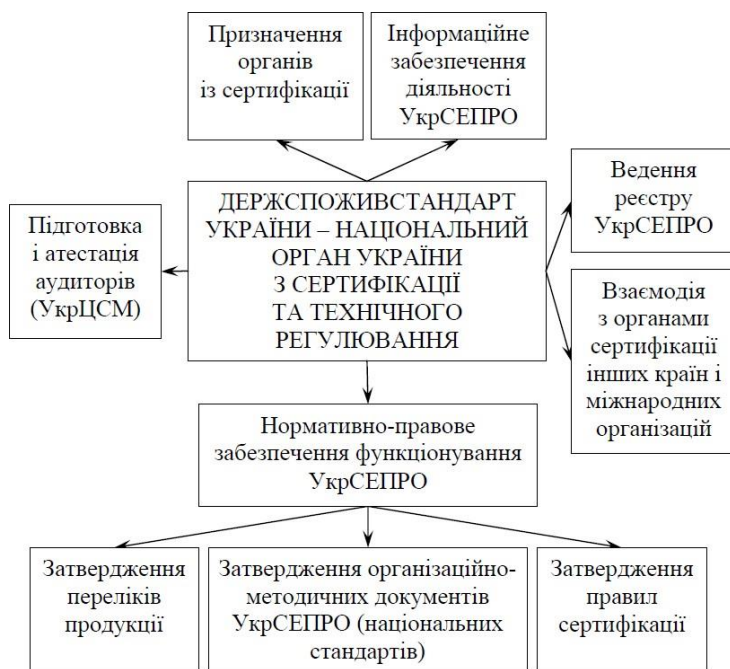 Призначення
органів
із сертифікації
Інформаційне
забезпечення
діяльності
УкрСЕПРО
ДЕРЖСПОЖИВСТАНДАРТ
УКРАЇНИ – НАЦІОНАЛЬНИЙ
ОРГАН УКРАЇНИ
З СЕРТИФІКАЦІЇ
ТА ТЕХНІЧНОГО
РЕГУЛЮВАННЯ
Підготовка
і атестація
аудиторів
(УкрЦСМ)
Ведення
реєстру
УкрСЕПРО
Взаємодія
з органами
сертифікації
інших країн і
міжнародних
організацій
Нормативно-правове
забезпечення функціонування
УкрСЕПРО
Затвердження
переліків
продукції
Затвердження організаційно-
методичних документів
УкрСЕПРО (національних
стандартів)
Затвердження
правил
сертифікації